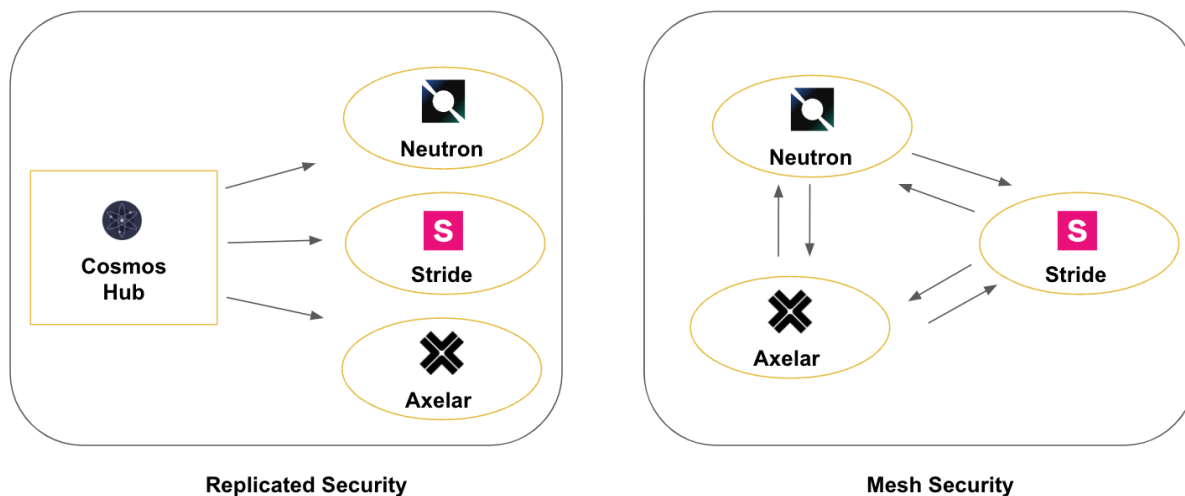 Neutron
Cosmos
Hub
S
Stride
Axelar
Replicated Security
Neutron
S
Stride
Axelar
Mesh Security